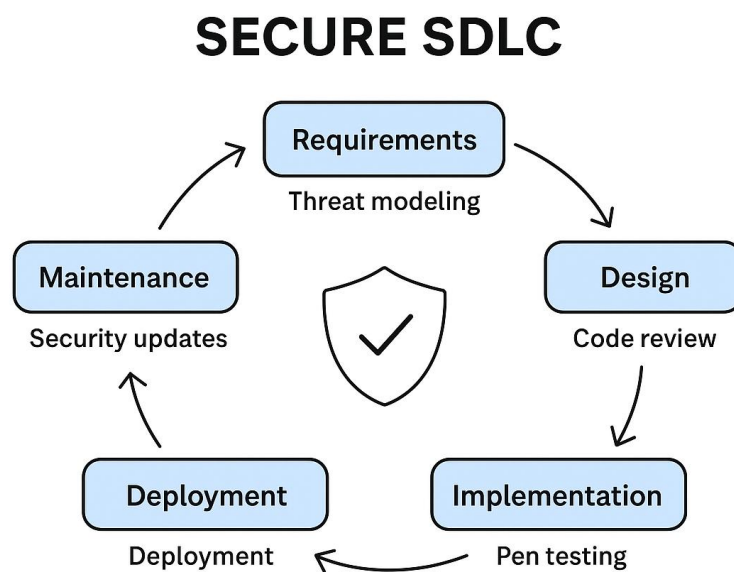 SECURE SDLC
Requirements
Threat modeling
Design
Code review
Implementation
Pen testing
Deployment
Deployment
Maintenance
Security updates